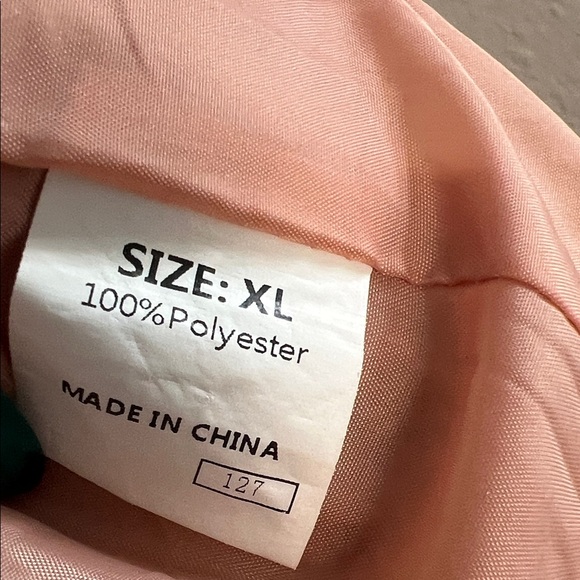 SIZE: XL
100%Polyester
MADE IN CHINA
127